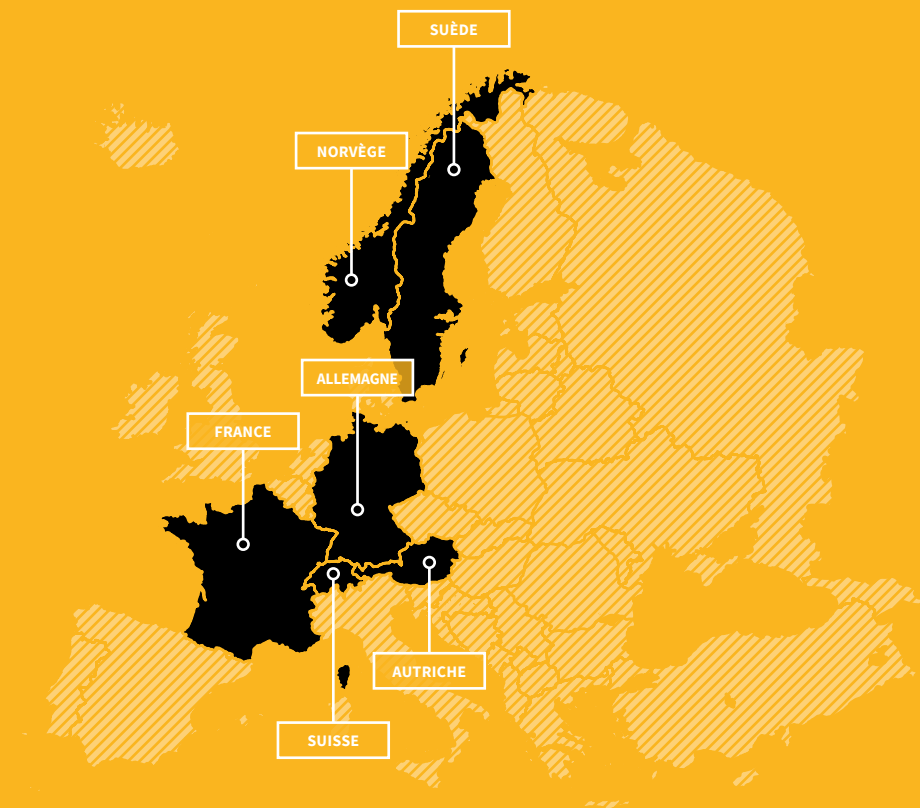 SUÈDE
NORVÈGE
ALLEMAGNE
FRANCE
AUTRICHE
SUISSE